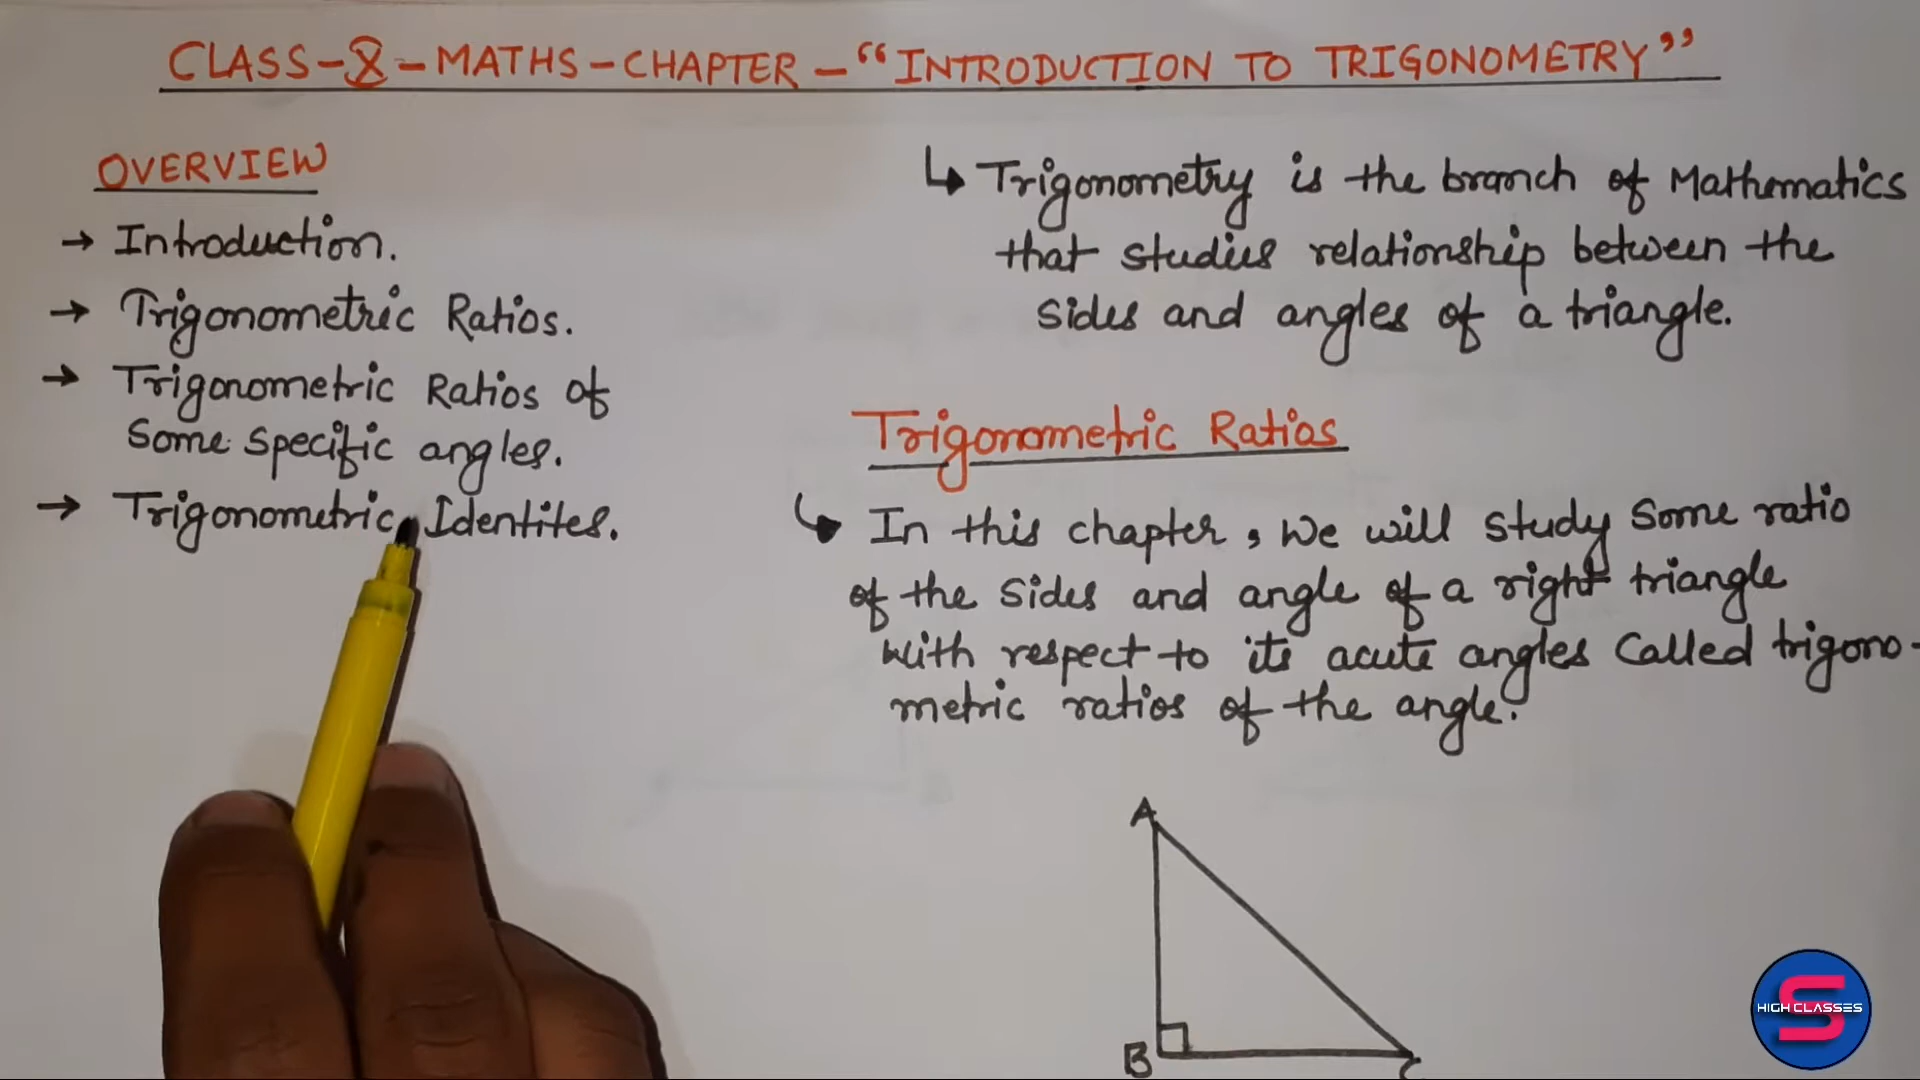 CLASS-X-MATHS-CHAPTER-“INTRODUCTION TO TRIGONOMETRY”
OVERVIEW
→ Introduction.
→ Trigonometric Ratios.
→ Trigonometric Ratios of
Some specific angles.
→ Trigonometric Identites.
↳ Trigonometry is the branch of Mathematics
that studies relationship between the
sides and angles of a triangle.
Trigonometric Ratios
↳ In this chapter, We will study some ratio
of the sides and angle of a right triangle
with respect to its acute angles called trigono-
metric ratios of the angle.
A
B
C
S
HIGH CLASSES